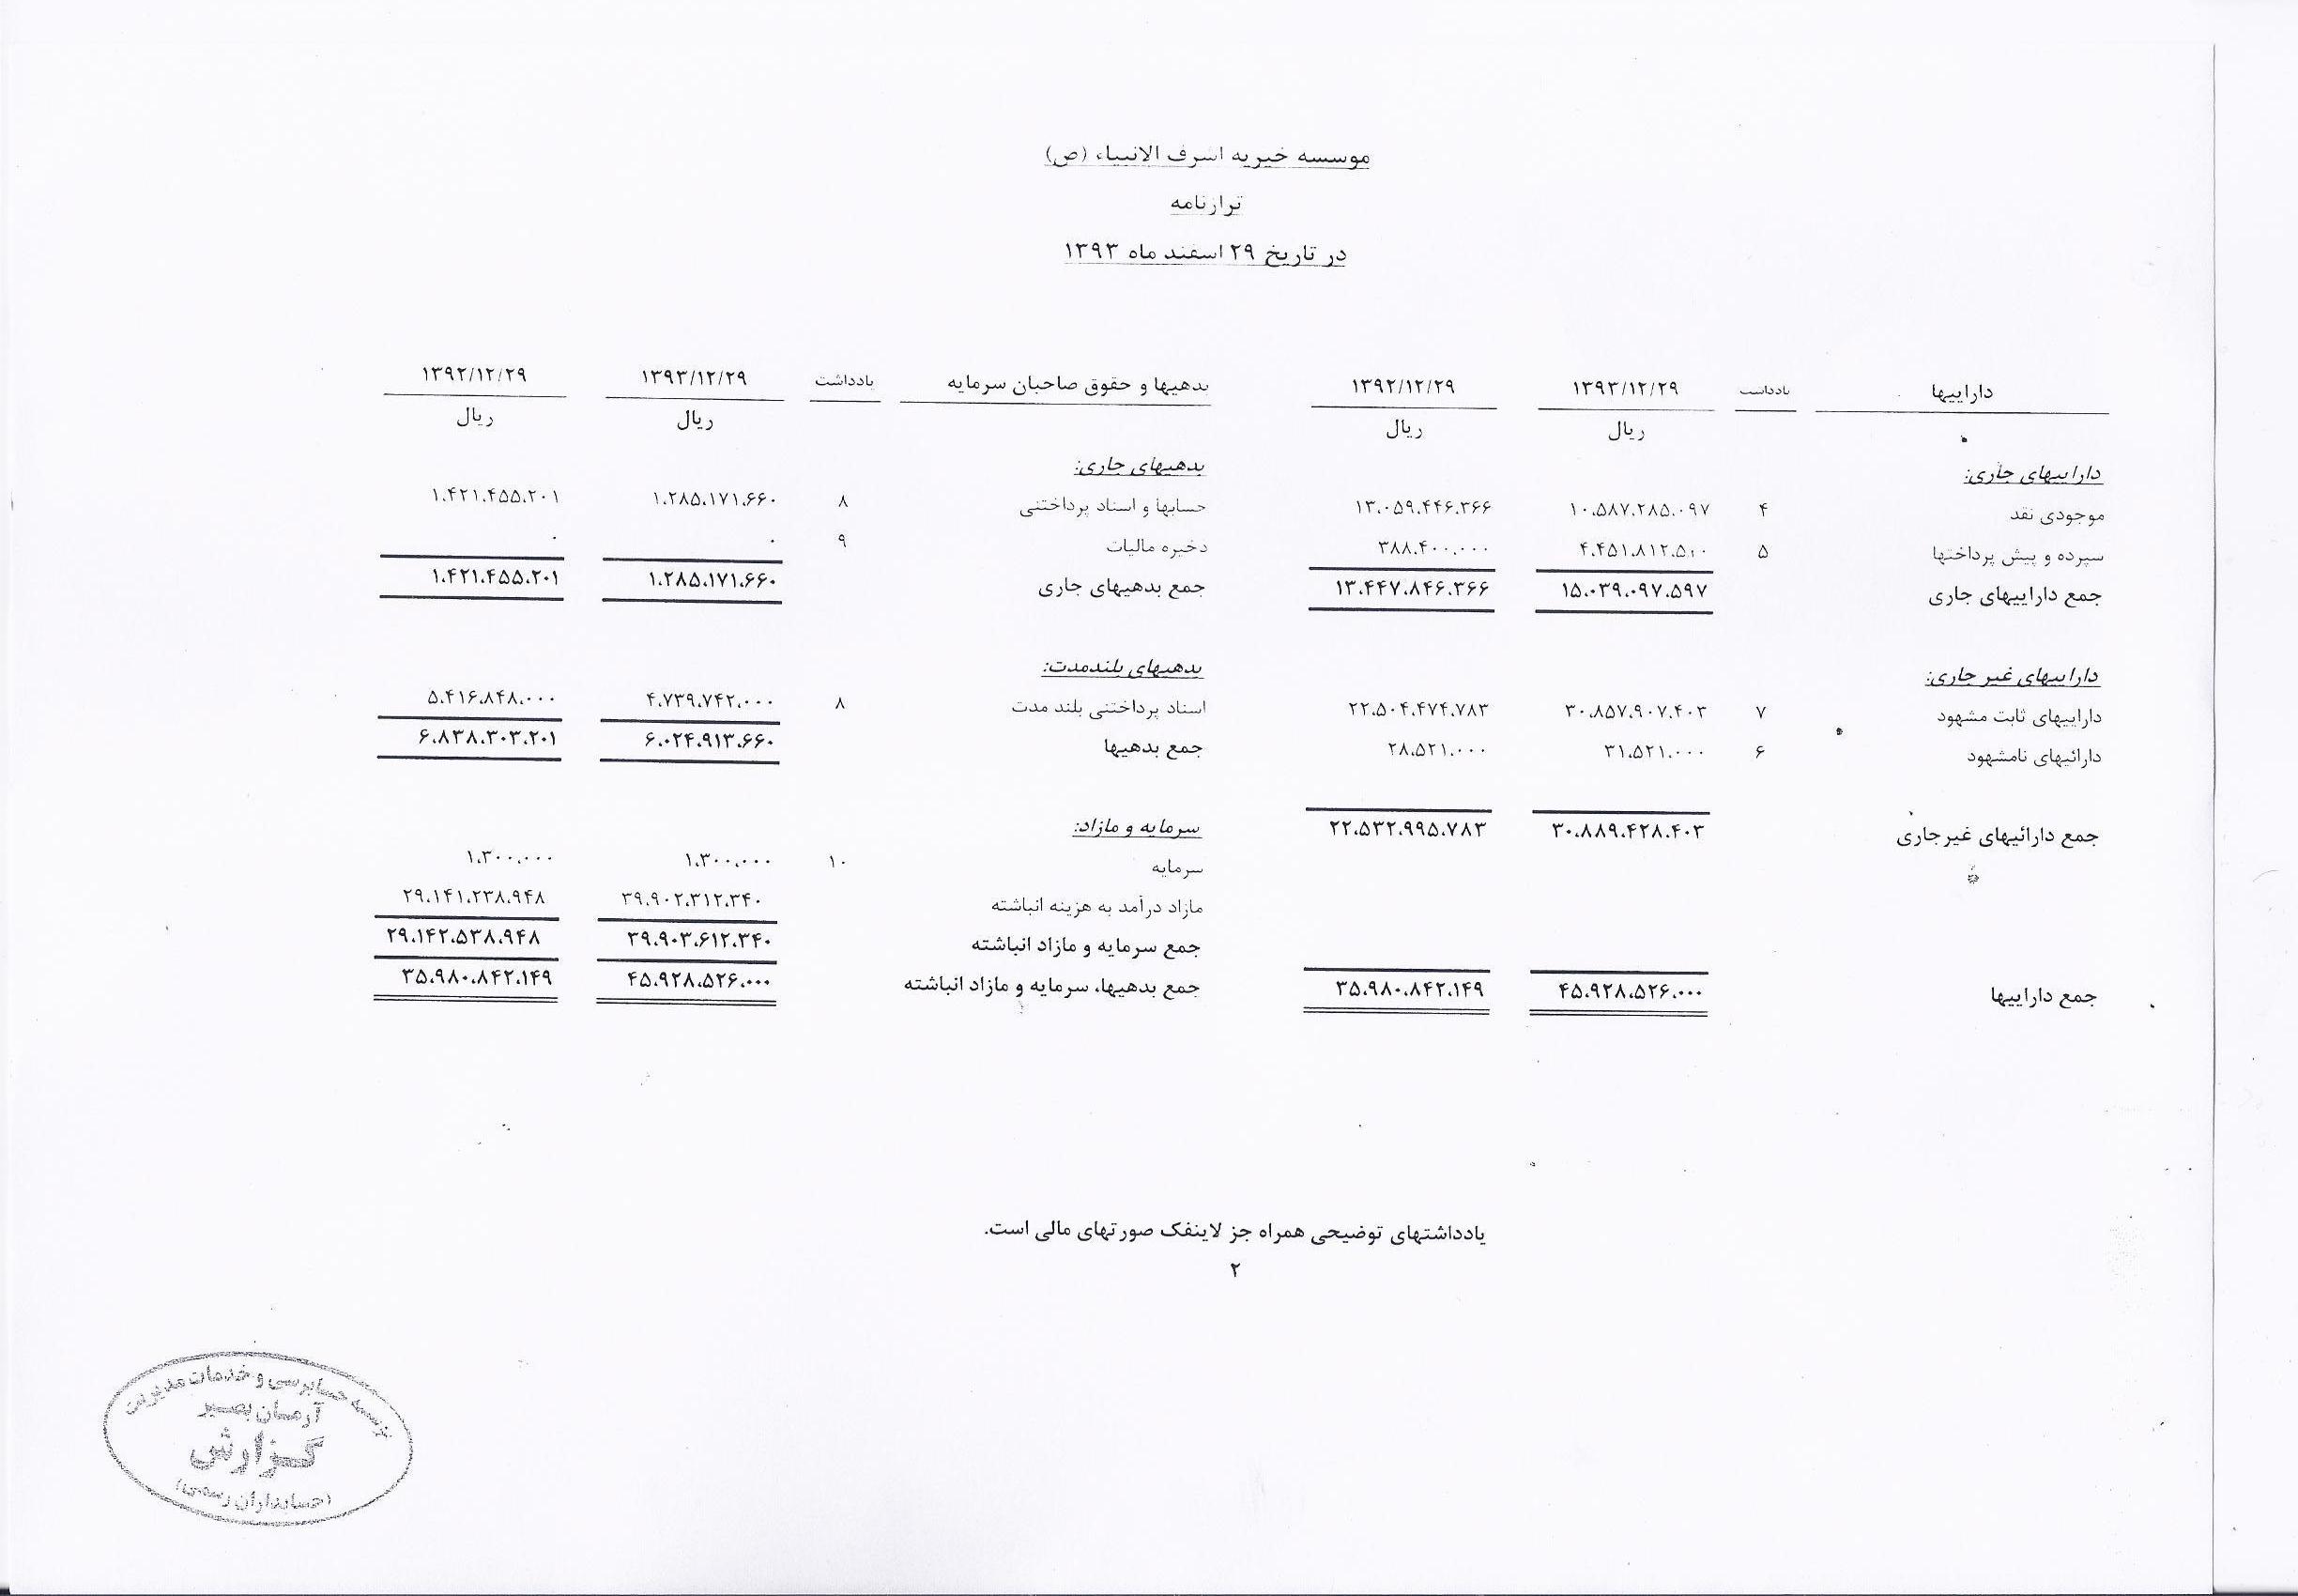 موسسه خیریه اشرف الانبیاء (ص)
ترازنامه
در تاریخ ۲۹ اسفند ماه ۱۳۹۳
داراییها یادداشت ۱۳۹۳/۱۲/۲۹ ۱۳۹۲/۱۲/۲۹ بدهیها و حقوق صاحبان سرمایه یادداشت ۱۳۹۳/۱۲/۲۹ ۱۳۹۲/۱۲/۲۹
ریال ریال ریال ریال
داراییهای جاری: بدهیهای جاری:
موجودی نقد ۴ ۱۰،۵۸۷،۲۸۵،۰۹۷ ۱۳،۰۵۹،۴۴۶،۳۶۶ حسابها و اسناد پرداختنی ۸ ۱،۲۸۵،۱۷۱،۶۶۰ ۱،۴۲۱،۴۵۵،۲۰۱
سپرده و پیش پرداختها ۵ ۴،۴۵۱،۸۱۲،۵۰۰ ۳۸۸،۴۰۰،۰۰۰ ذخیره مالیات ۹ ۰ ۰
جمع داراییهای جاری ۱۵،۰۳۹،۰۹۷،۵۹۷ ۱۳،۴۴۷،۸۴۶،۳۶۶ جمع بدهیهای جاری ۱،۲۸۵،۱۷۱،۶۶۰ ۱،۴۲۱،۴۵۵،۲۰۱
داراییهای غیر جاری: بدهیهای بلندمدت:
داراییهای ثابت مشهود ۷ ۳۰،۸۵۷،۹۰۷،۴۰۳ ۲۲،۵۰۴،۴۷۴،۷۸۳ اسناد پرداختنی بلند مدت ۸ ۴،۷۳۹،۷۴۲،۰۰۰ ۵،۴۱۶،۸۴۸،۰۰۰
دارائیهای نامشهود ۶ ۳۱،۵۲۱،۰۰۰ ۲۸،۵۲۱،۰۰۰ جمع بدهیها ۶،۰۲۴،۹۱۳،۶۶۰ ۶،۸۳۸،۳۰۳،۲۰۱
جمع دارائیهای غیرجاری ۳۰،۸۸۹،۴۲۸،۴۰۳ ۲۲،۵۳۲،۹۹۵،۷۸۳ سرمایه و مازاد:
سرمایه ۱۰ ۱،۳۰۰،۰۰۰ ۱،۳۰۰،۰۰۰
مازاد درآمد به هزینه انباشته ۳۹،۹۰۲،۳۱۲،۳۴۰ ۲۹،۱۴۱،۲۳۸،۹۴۸
جمع سرمایه و مازاد انباشته ۳۹،۹۰۳،۶۱۲،۳۴۰ ۲۹،۱۴۲،۵۳۸،۹۴۸
جمع داراییها ۴۵،۹۲۸،۵۲۶،۰۰۰ ۳۵،۹۸۰،۸۴۲،۱۴۹ جمع بدهیها، سرمایه و مازاد انباشته ۴۵،۹۲۸،۵۲۶،۰۰۰ ۳۵،۹۸۰،۸۴۲،۱۴۹
یادداشتهای توضیحی همراه جز لاینفک صورتهای مالی است.
۲
موسسه حسابرسی و خدمات مدیریت
آرمان بصیر
گزارش
(حسابداران رسمی)